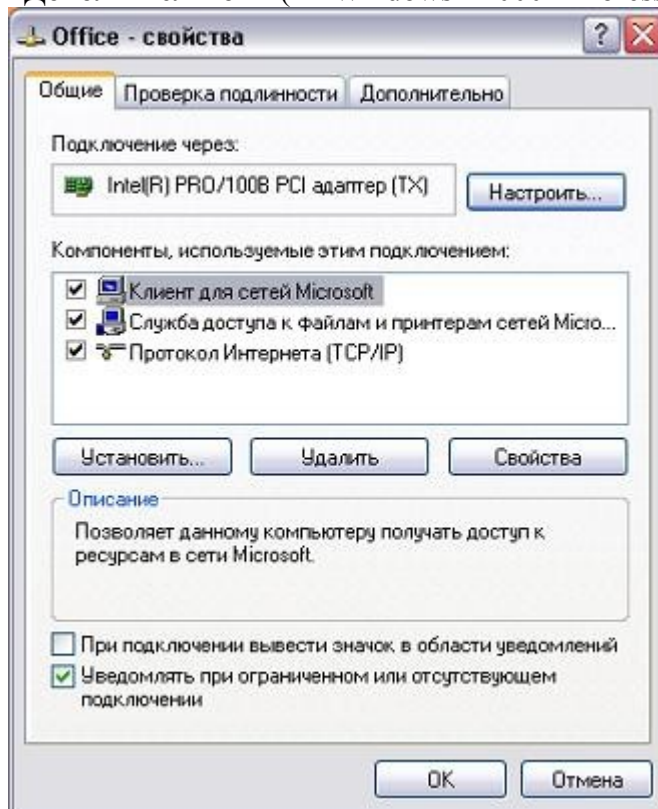 Office - свойства
Общие Проверка подлинности Дополнительно
Подключение через:
Intel(R) PRO/100B PCI адаптер (TX) Настроить...
Компоненты, используемые этим подключением:
Клиент для сетей Microsoft
Служба доступа к файлам и принтерам сетей Micro...
Протокол Интернета (TCP/IP)
Установить... Удалить Свойства
Описание
Позволяет данному компьютеру получать доступ к
ресурсам в сети Microsoft.
При подключении вывести значок в области уведомлений
Уведомлять при ограниченном или отсутствующем
подключении
OK Отмена